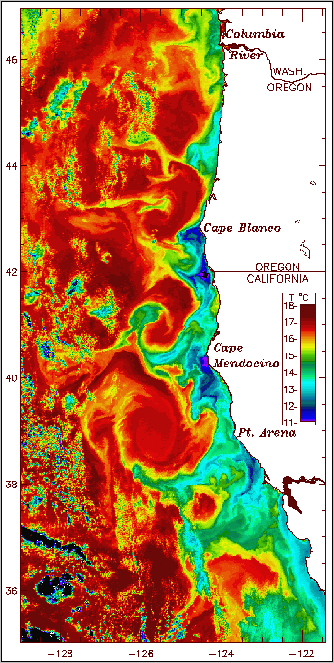 46
Columbia
River
WASH.
OREGON
44
Cape Blanco
42
OREGON
CALIFORNIA
T °C
18
17
16
15
14
13
12
11
Cape
Mendocino
40
Pt. Arena
38
36
-128
-126
-124
-122